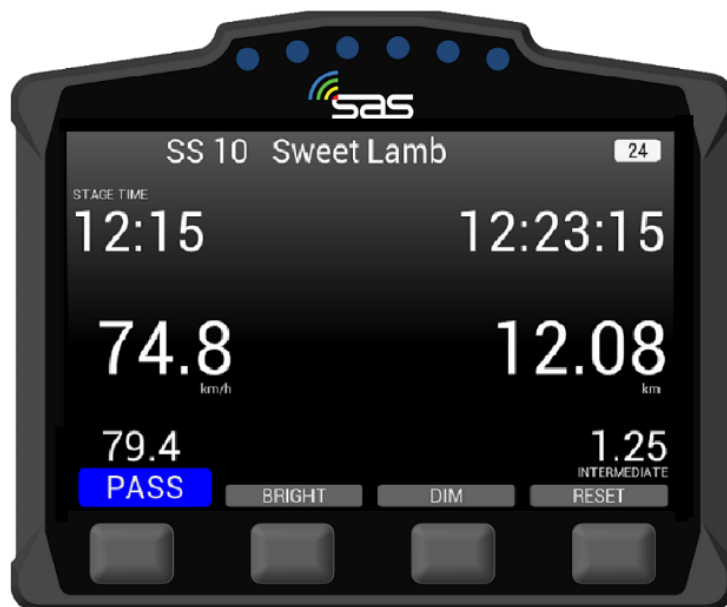 sas
SS 10 Sweet Lamb 24
STAGE TIME
12:15 12:23:15
74.8 12.08
km/h km
79.4 1.25
INTERMEDIATE
PASS BRIGHT DIM RESET